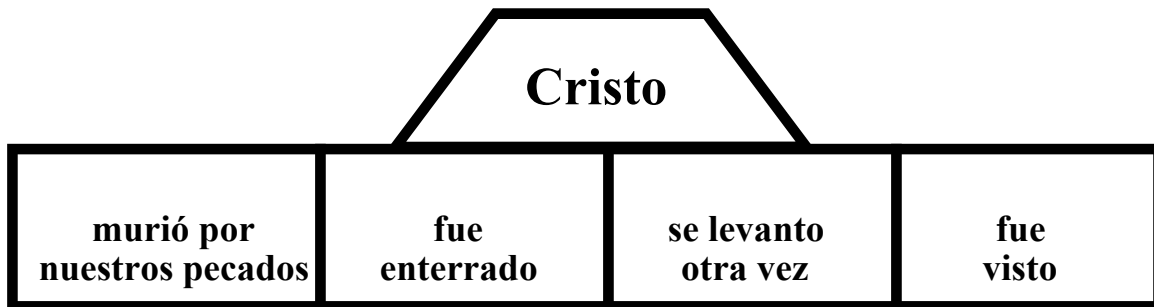 Cristo
murió por
nuestros pecados
fue
enterrado
se levanto
otra vez
fue
visto